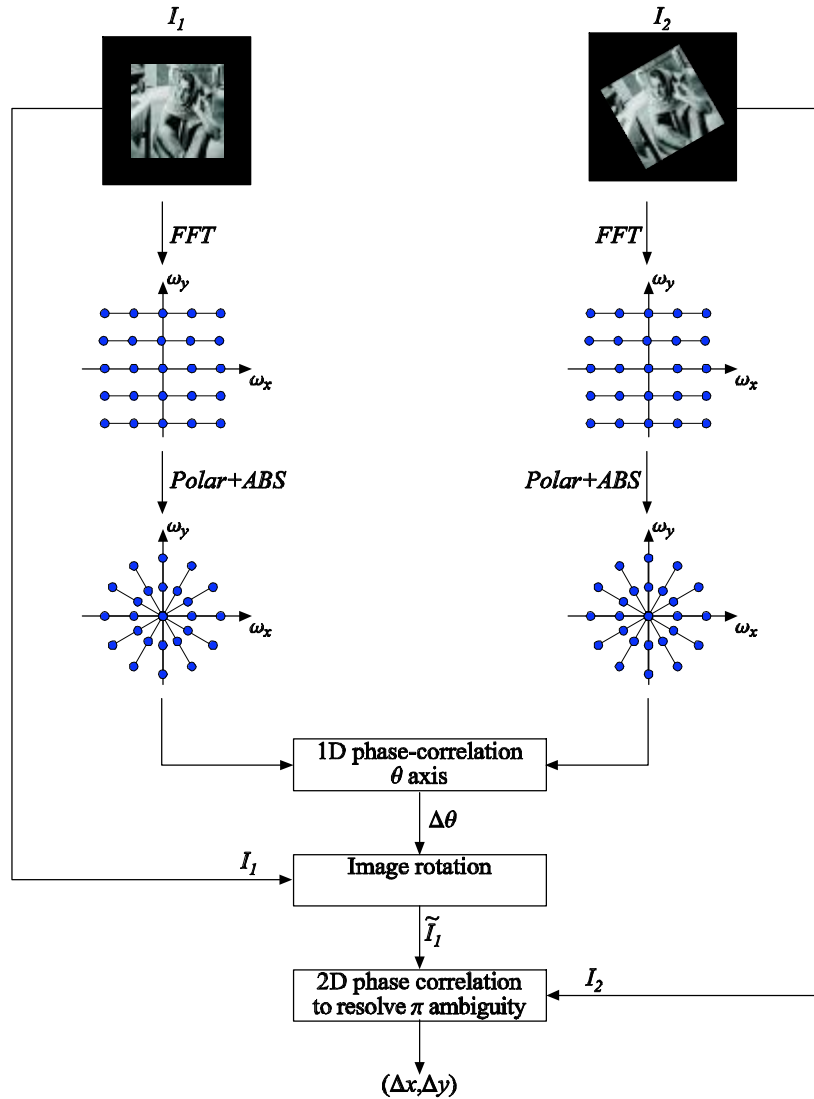 I1
I2
FFT
FFT
ωy
ωy
ωx
ωx
Polar+ABS
Polar+ABS
ωy
ωy
ωx
ωx
1D phase-correlation
θ axis
Δθ
I1
Image rotation
Ĩ1
2D phase correlation
to resolve π ambiguity
I2
(Δx,Δy)